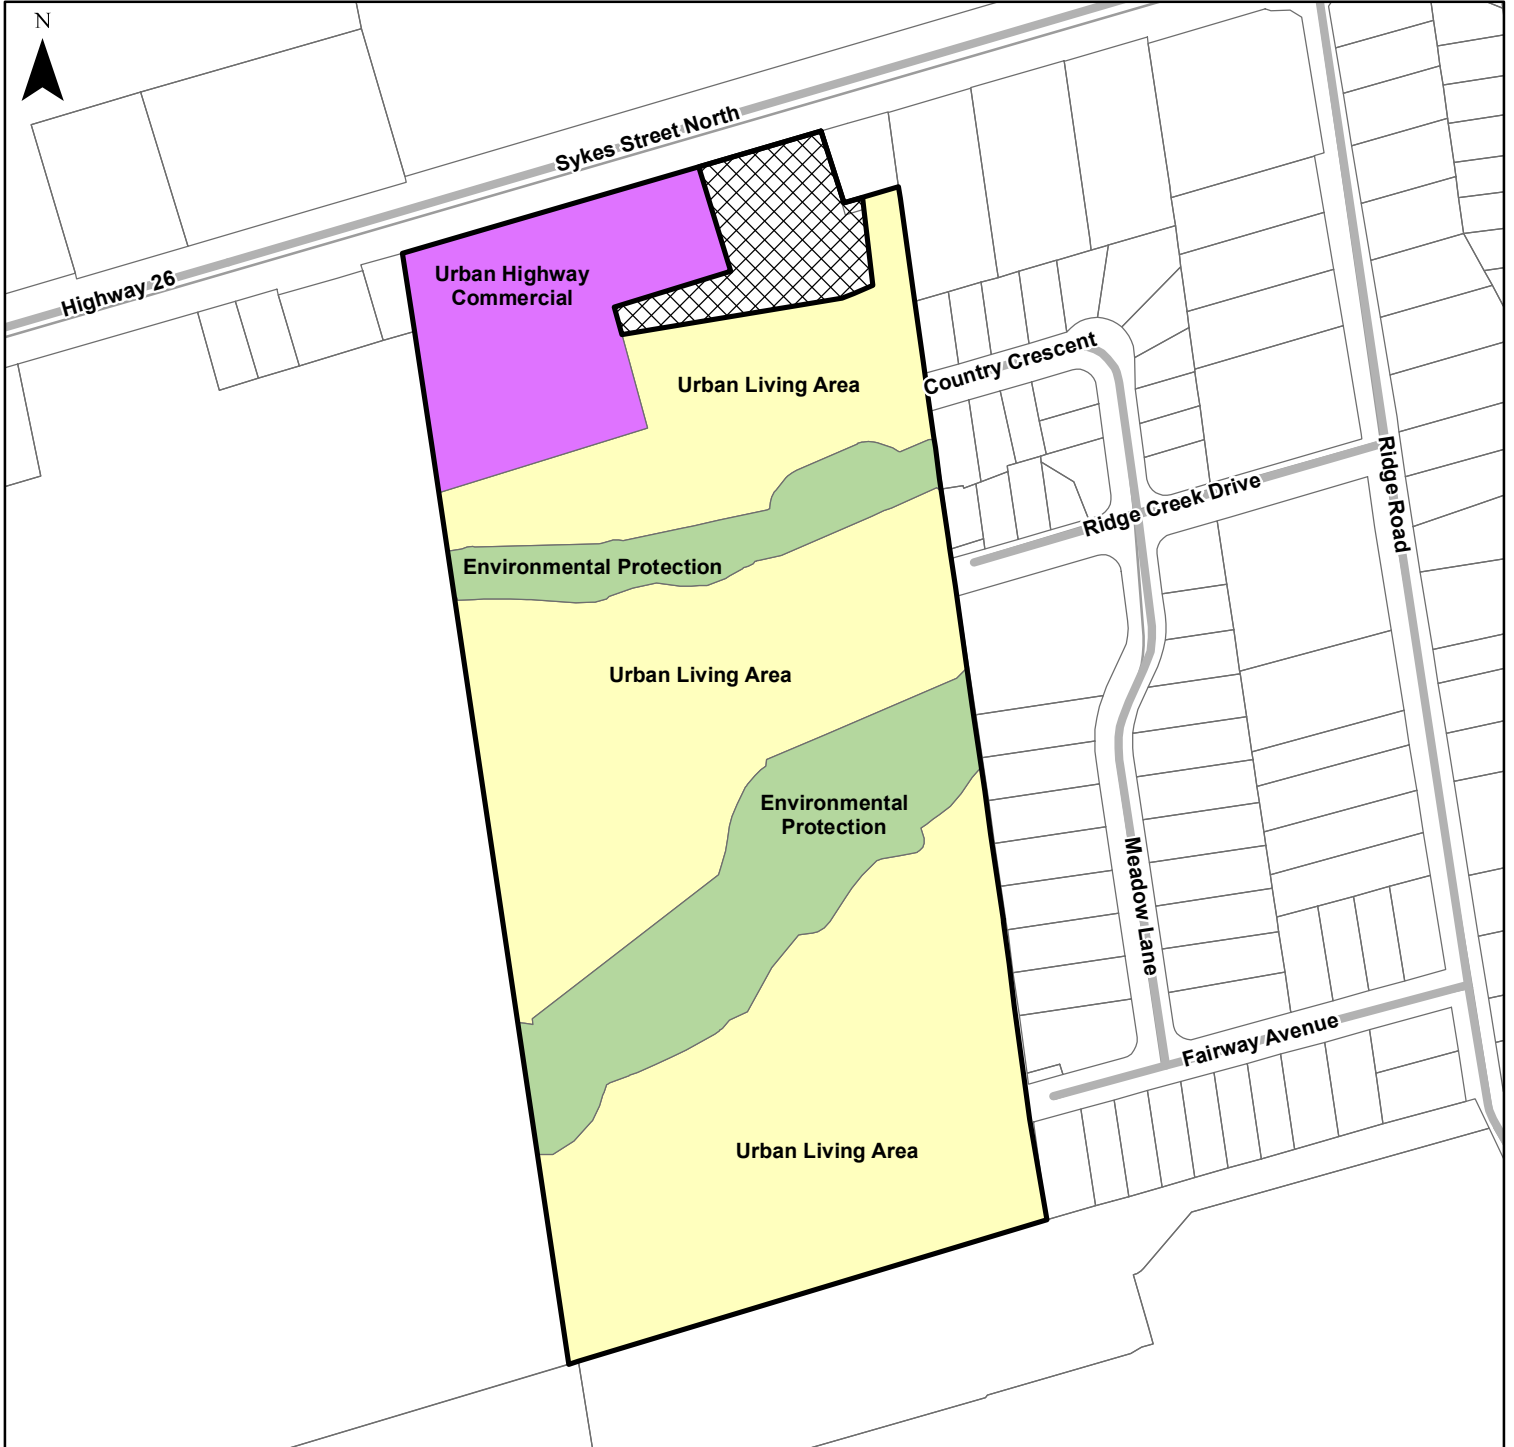 N
Sykes Street North
Highway 26
Urban Highway
Commercial
Country Crescent
Urban Living Area
Ridge Creek Drive
Ridge Road
Environmental Protection
Urban Living Area
Environmental
Protection
Meadow Lane
Fairway Avenue
Urban Living Area